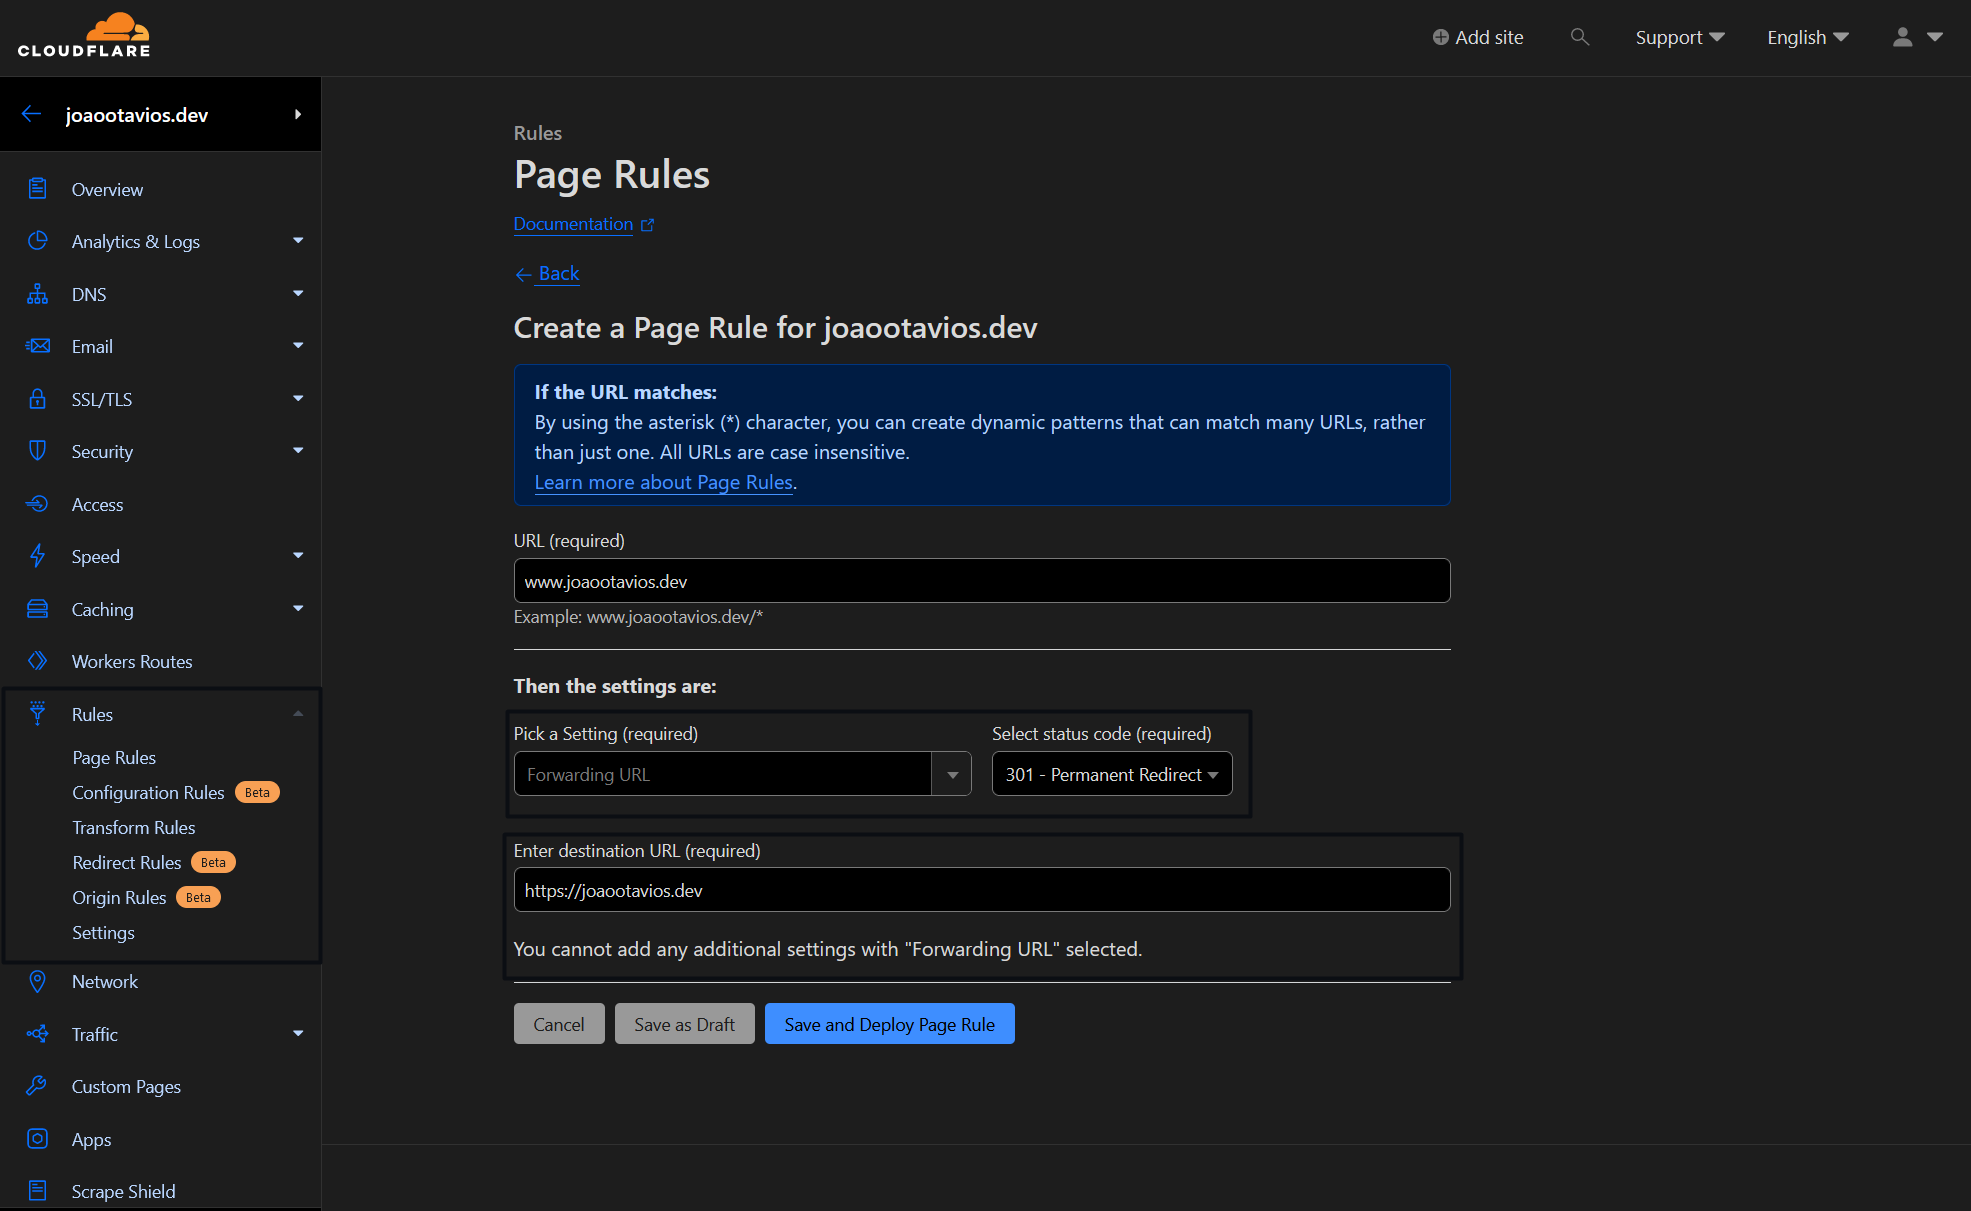 CLOUDFLARE
Add site
Support
English
joaootavios.dev
Overview
Analytics & Logs
DNS
Email
SSL/TLS
Security
Access
Speed
Caching
Workers Routes
Rules
Page Rules
Configuration Rules Beta
Transform Rules
Redirect Rules Beta
Origin Rules Beta
Settings
Network
Traffic
Custom Pages
Apps
Scrape Shield
Rules
Page Rules
Documentation
Back
Create a Page Rule for joaootavios.dev
If the URL matches:
By using the asterisk (*) character, you can create dynamic patterns that can match many URLs, rather
than just one. All URLs are case insensitive.
Learn more about Page Rules.
URL (required)
www.joaootavios.dev
Example: www.joaootavios.dev/*
Then the settings are:
Pick a Setting (required)
Forwarding URL
Select status code (required)
301 - Permanent Redirect
Enter destination URL (required)
https://joaootavios.dev
You cannot add any additional settings with "Forwarding URL" selected.
Cancel
Save as Draft
Save and Deploy Page Rule